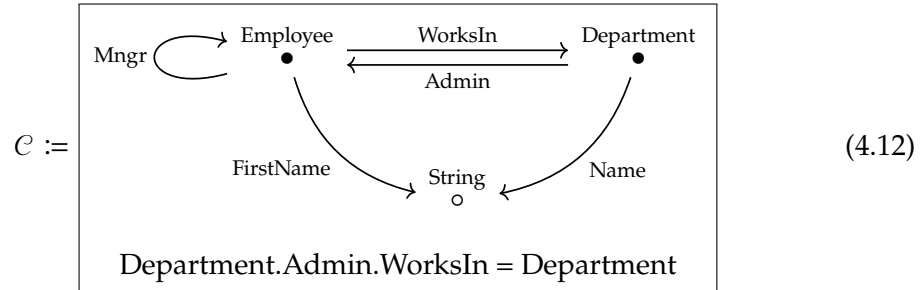 Employee WorksIn Department
Mngr
Admin
𝒞 := (4.12)
FirstName String Name
Department.Admin.WorksIn = Department